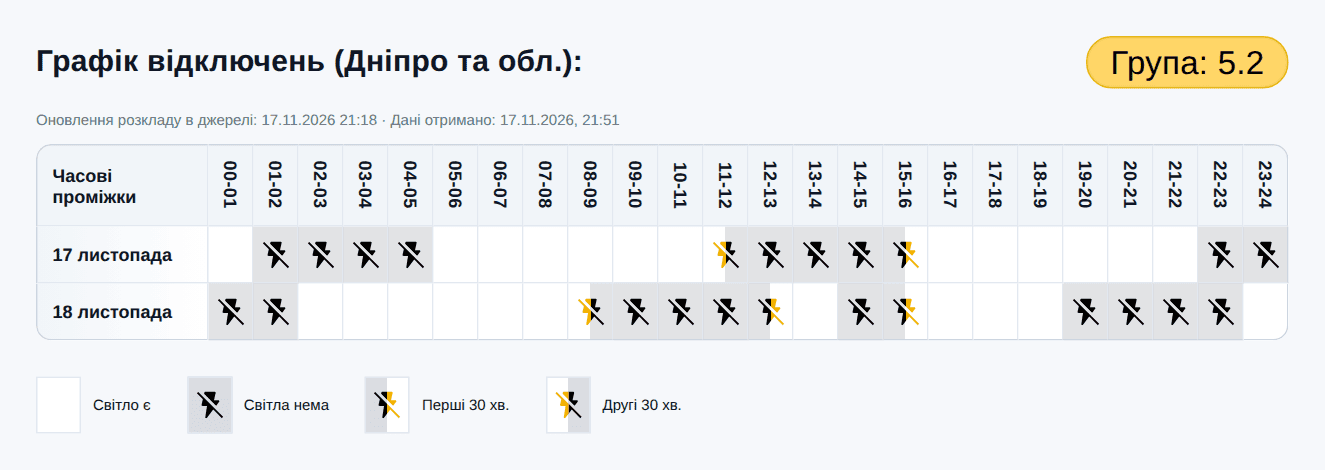 Графік відключень (Дніпро та обл.):
Група: 5.2
Оновлення розкладу в джерелі: 17.11.2026 21:18 · Дані отримано: 17.11.2026, 21:51
Часові
проміжки
00-01 01-02 02-03 03-04 04-05 05-06 06-07 07-08 08-09 09-10 10-11 11-12 12-13 13-14 14-15 15-16 16-17 17-18 18-19 19-20 20-21 21-22 22-23 23-24
17 листопада
18 листопада
Світло є Світла нема Перші 30 хв. Другі 30 хв.